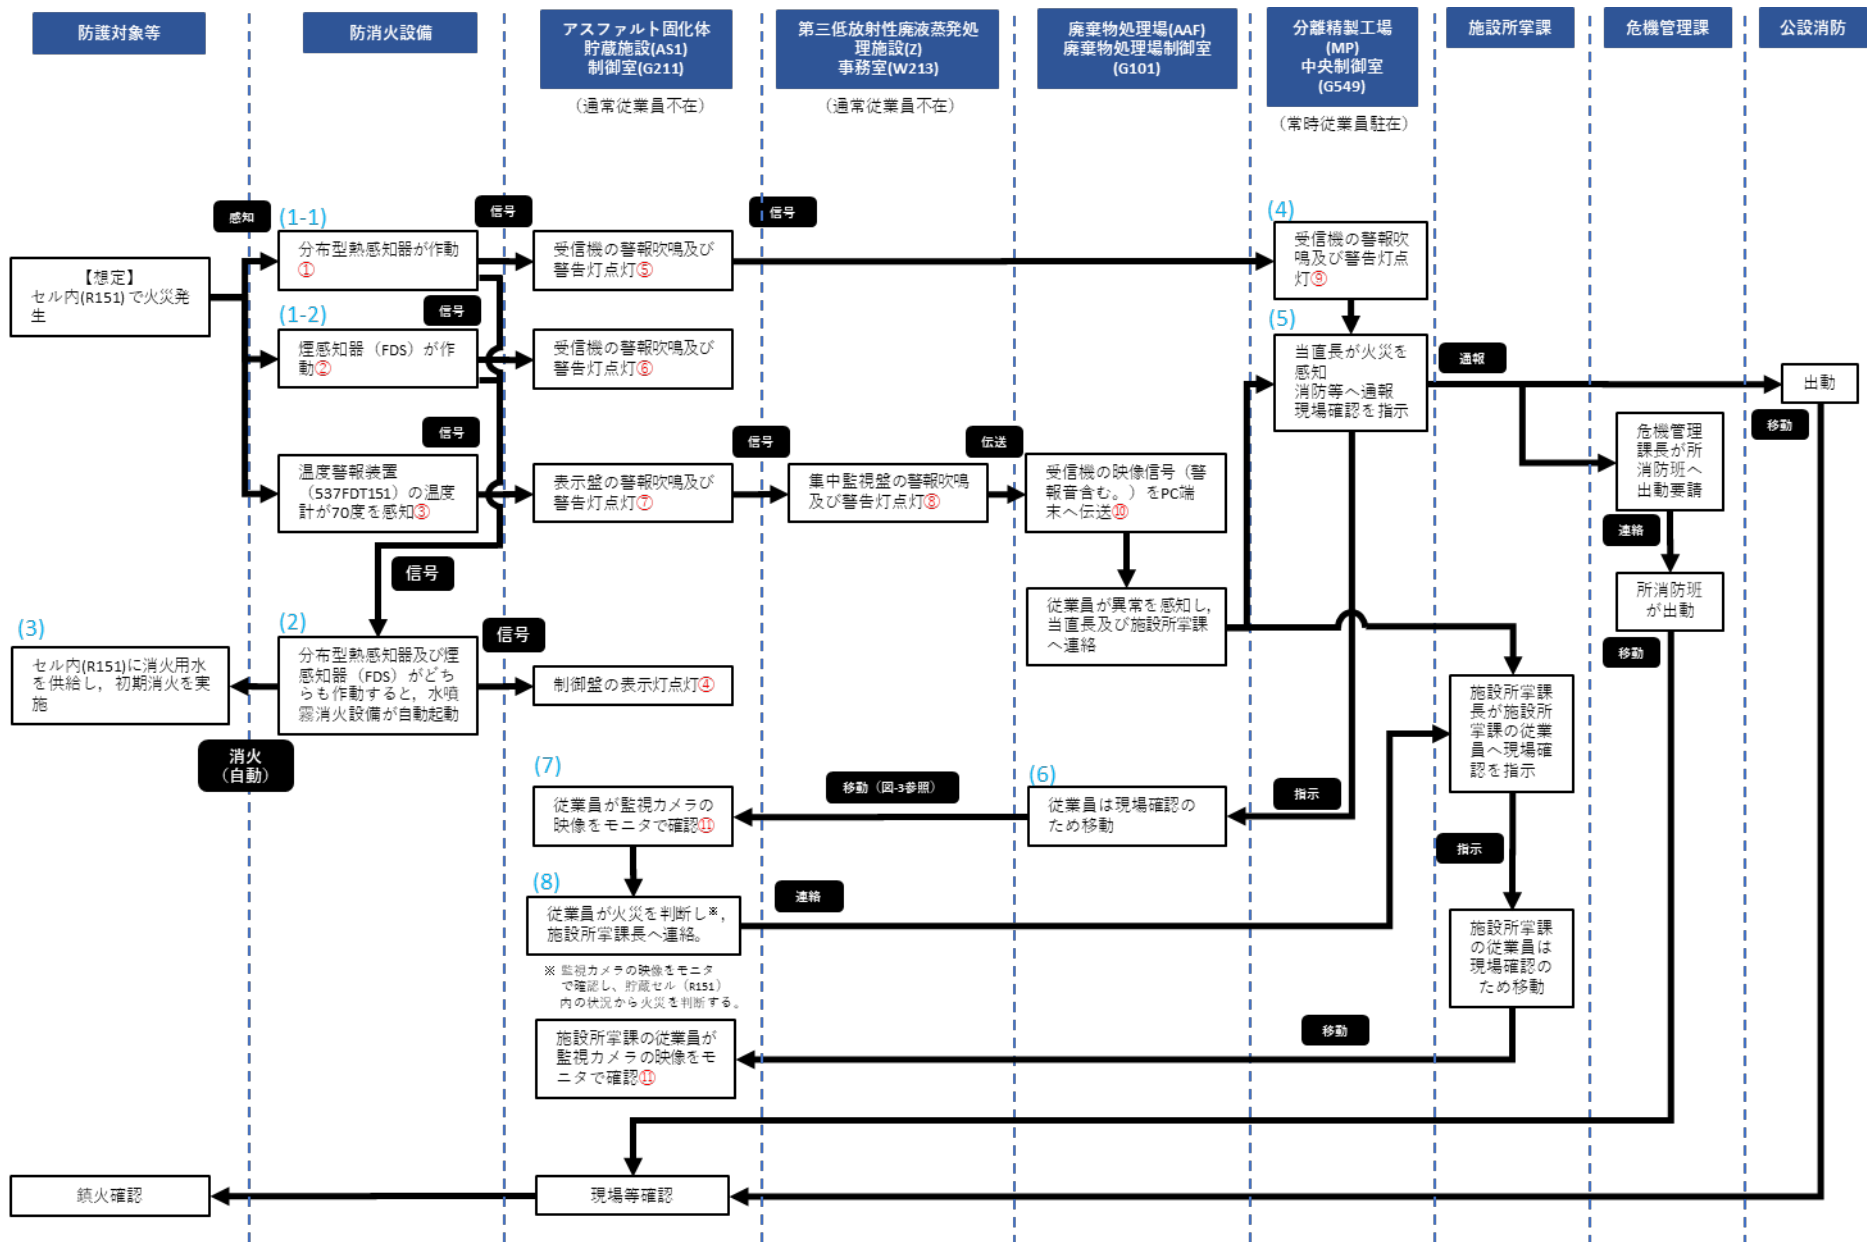 防護対象等
防消火設備
アスファルト固化体
貯蔵施設(AS1)
制御室(G211)
(通常従業員不在)
第三低放射性廃液蒸発処
理施設(Z)
事務室(W213)
(通常従業員不在)
廃棄物処理場(AAF)
廃棄物処理場制御室
(G101)
分離精製工場
(MP)
中央制御室
(G549)
(常時従業員駐在)
施設所掌課
危機管理課
公設消防
感知
(1-1)
信号
信号
(4)
【想定】
セル内(R151) で火災発
生
分布型熱感知器が作動
①
受信機の警報吹鳴及び
警告灯点灯⑤
受信機の警報吹
鳴及び警告灯点
灯⑨
(1-2)
信号
煙感知器（FDS）が作
動②
受信機の警報吹鳴及び
警告灯点灯⑥
(5)
当直長が火災を
感知
消防等へ通報
現場確認を指示
通報
出動
移動
信号
温度警報装置
（537FDT151）の温度
計が70度を感知③
表示盤の警報吹鳴及び
警告灯点灯⑦
信号
集中監視盤の警報吹鳴
及び警告灯点灯⑧
伝送
受信機の映像信号（警
報音含む。）をPC端
末へ伝送⑩
危機管理
課長が所
消防班へ
出動要請
連絡
所消防班
が出動
移動
信号
従業員が異常を感知し，
当直長及び施設所掌課
へ連絡
(3)
セル内(R151)に消火用水
を供給し，初期消火を実
施
(2)
分布型熱感知器及び煙
感知器（FDS）がどち
らも作動すると，水噴
霧消火設備が自動起動
信号
制御盤の表示灯点灯④
消火
（自動）
施設所掌課
長が施設所
掌課の従業
員へ現場確
認を指示
(7)
従業員が監視カメラの
映像をモニタで確認⑪
移動（図-3参照）
(6)
従業員は現場確認の
ため移動
指示
指示
(8)
従業員が火災を判断し※，
施設所掌課長へ連絡。
連絡
※ 監視カメラの映像をモニタ
で確認し、貯蔵セル（R151）
内の状況から火災を判断する。
施設所掌課
の従業員は
現場確認の
ため移動
施設所掌課の従業員が
監視カメラの映像をモ
ニタで確認⑪
移動
鎮火確認
現場等確認